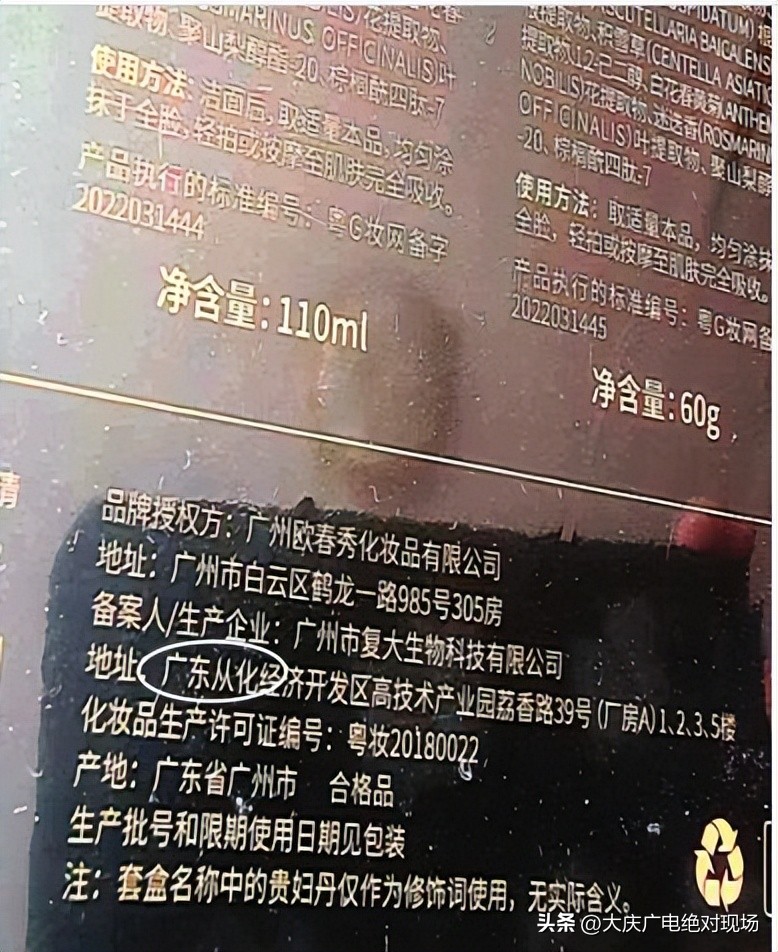 MARINUS OFFICINALIS)叶
提取物、聚山梨醇酯-20、棕榈酰四肽-7
使用方法：洁面后，取适量本品，均匀涂
抹于全脸，轻拍或按摩至肌肤完全吸收。
产品执行的标准编号：粤G妆网备字
2022031444
净含量：110ml
(SCUTELLARIA BAICALENS
提取物、积雪草(CENTELLA ASIATIC
提取物、1,2-己二醇、白花春黄菊(ANTHEM
NOBILIS)花提取物、迷迭香(ROSMARIN
OFFICINALIS)叶提取物、聚山梨醇
-20、棕榈酰四肽-7
使用方法：取适量本品，均匀涂抹
全脸，轻拍或按摩至肌肤完全吸收。
产品执行的标准编号：粤G妆网备
2022031445
净含量：60g
品牌授权方：广州欧春秀化妆品有限公司
地址：广州市白云区鹤龙一路985号305房
备案人/生产企业：广州市复大生物科技有限公司
地址：广东从化经济开发区高技术产业园荔香路39号(厂房A)1、2、3、5楼
化妆品生产许可证编号：粤妆20180022
产地：广东省广州市 合格品
生产批号和限期使用日期见包装
注：套盒名称中的贵妇丹仅作为修饰词使用，无实际含义。
头条 @大庆广电绝对现场